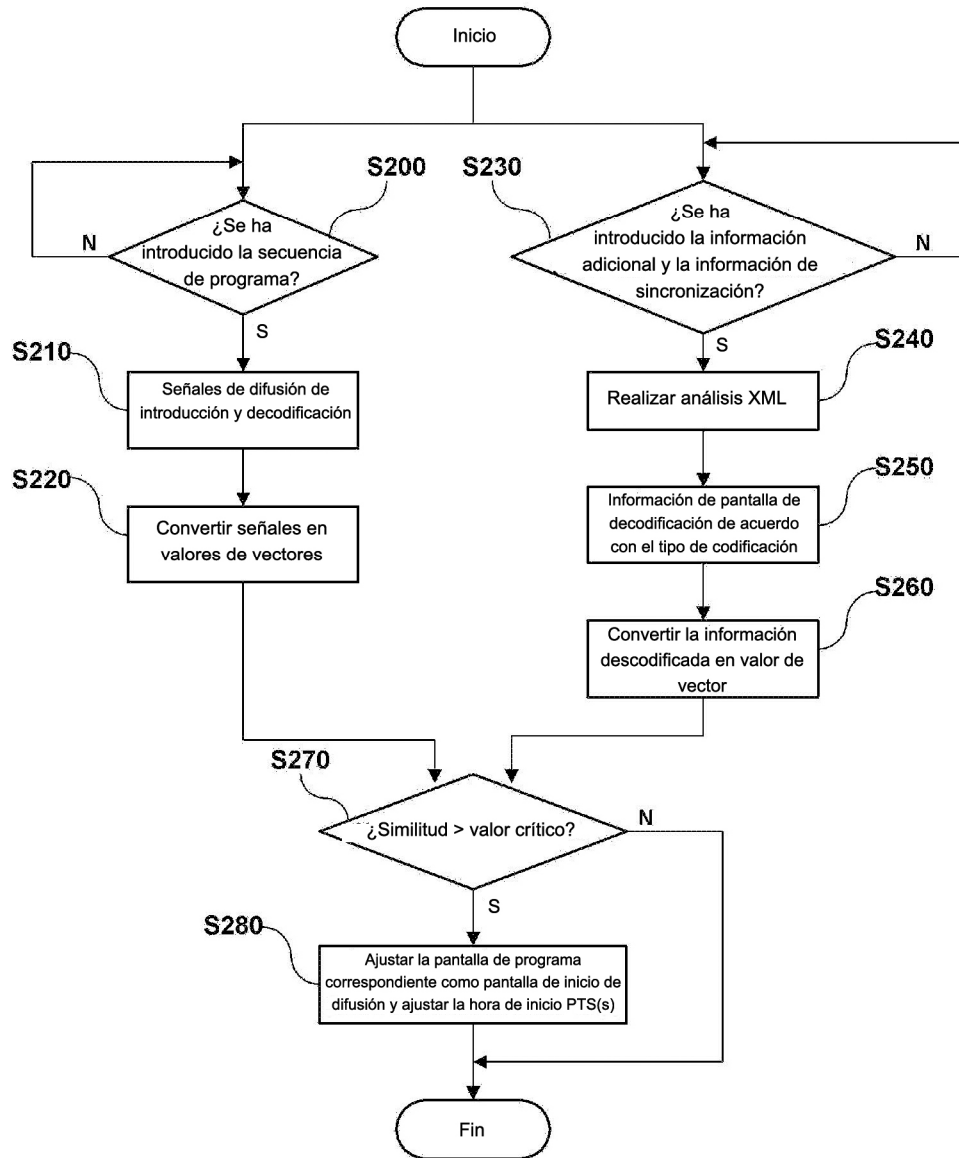 Inicio
S200
¿Se ha
introducido la secuencia
de programa?
N
S
S230
¿Se ha
introducido la información
adicional y la información de
sincronización?
N
S
S210
Señales de difusión de
introducción y decodificación
S240
Realizar análisis XML
S220
Convertir señales en
valores de vectores
S250
Información de pantalla de
decodificación de acuerdo
con el tipo de codificación
S260
Convertir la información
descodificada en valor de
vector
S270
¿Similitud > valor crítico?
N
S
S280
Ajustar la pantalla de programa
correspondiente como pantalla de inicio de
difusión y ajustar la hora de inicio PTS(s)
Fin